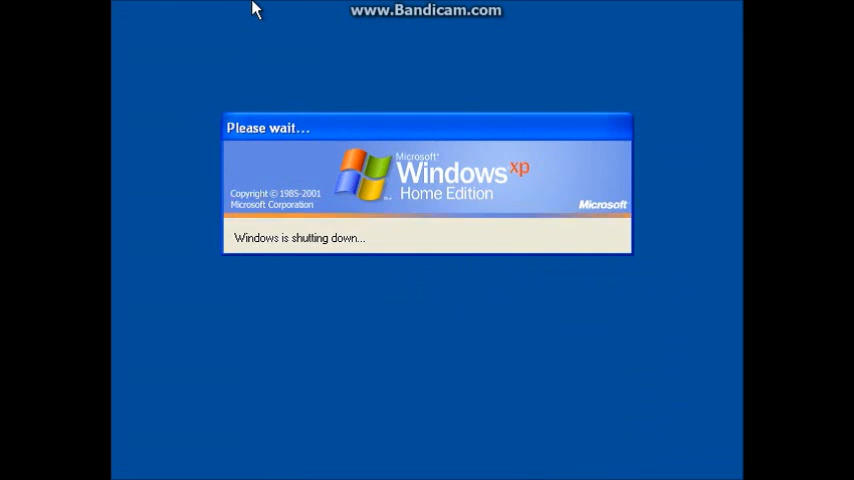 www.Bandicam.com
Please wait...
Microsoft®
Windows xp
Home Edition
Copyright © 1985-2001
Microsoft Corporation
Microsoft
Windows is shutting down...